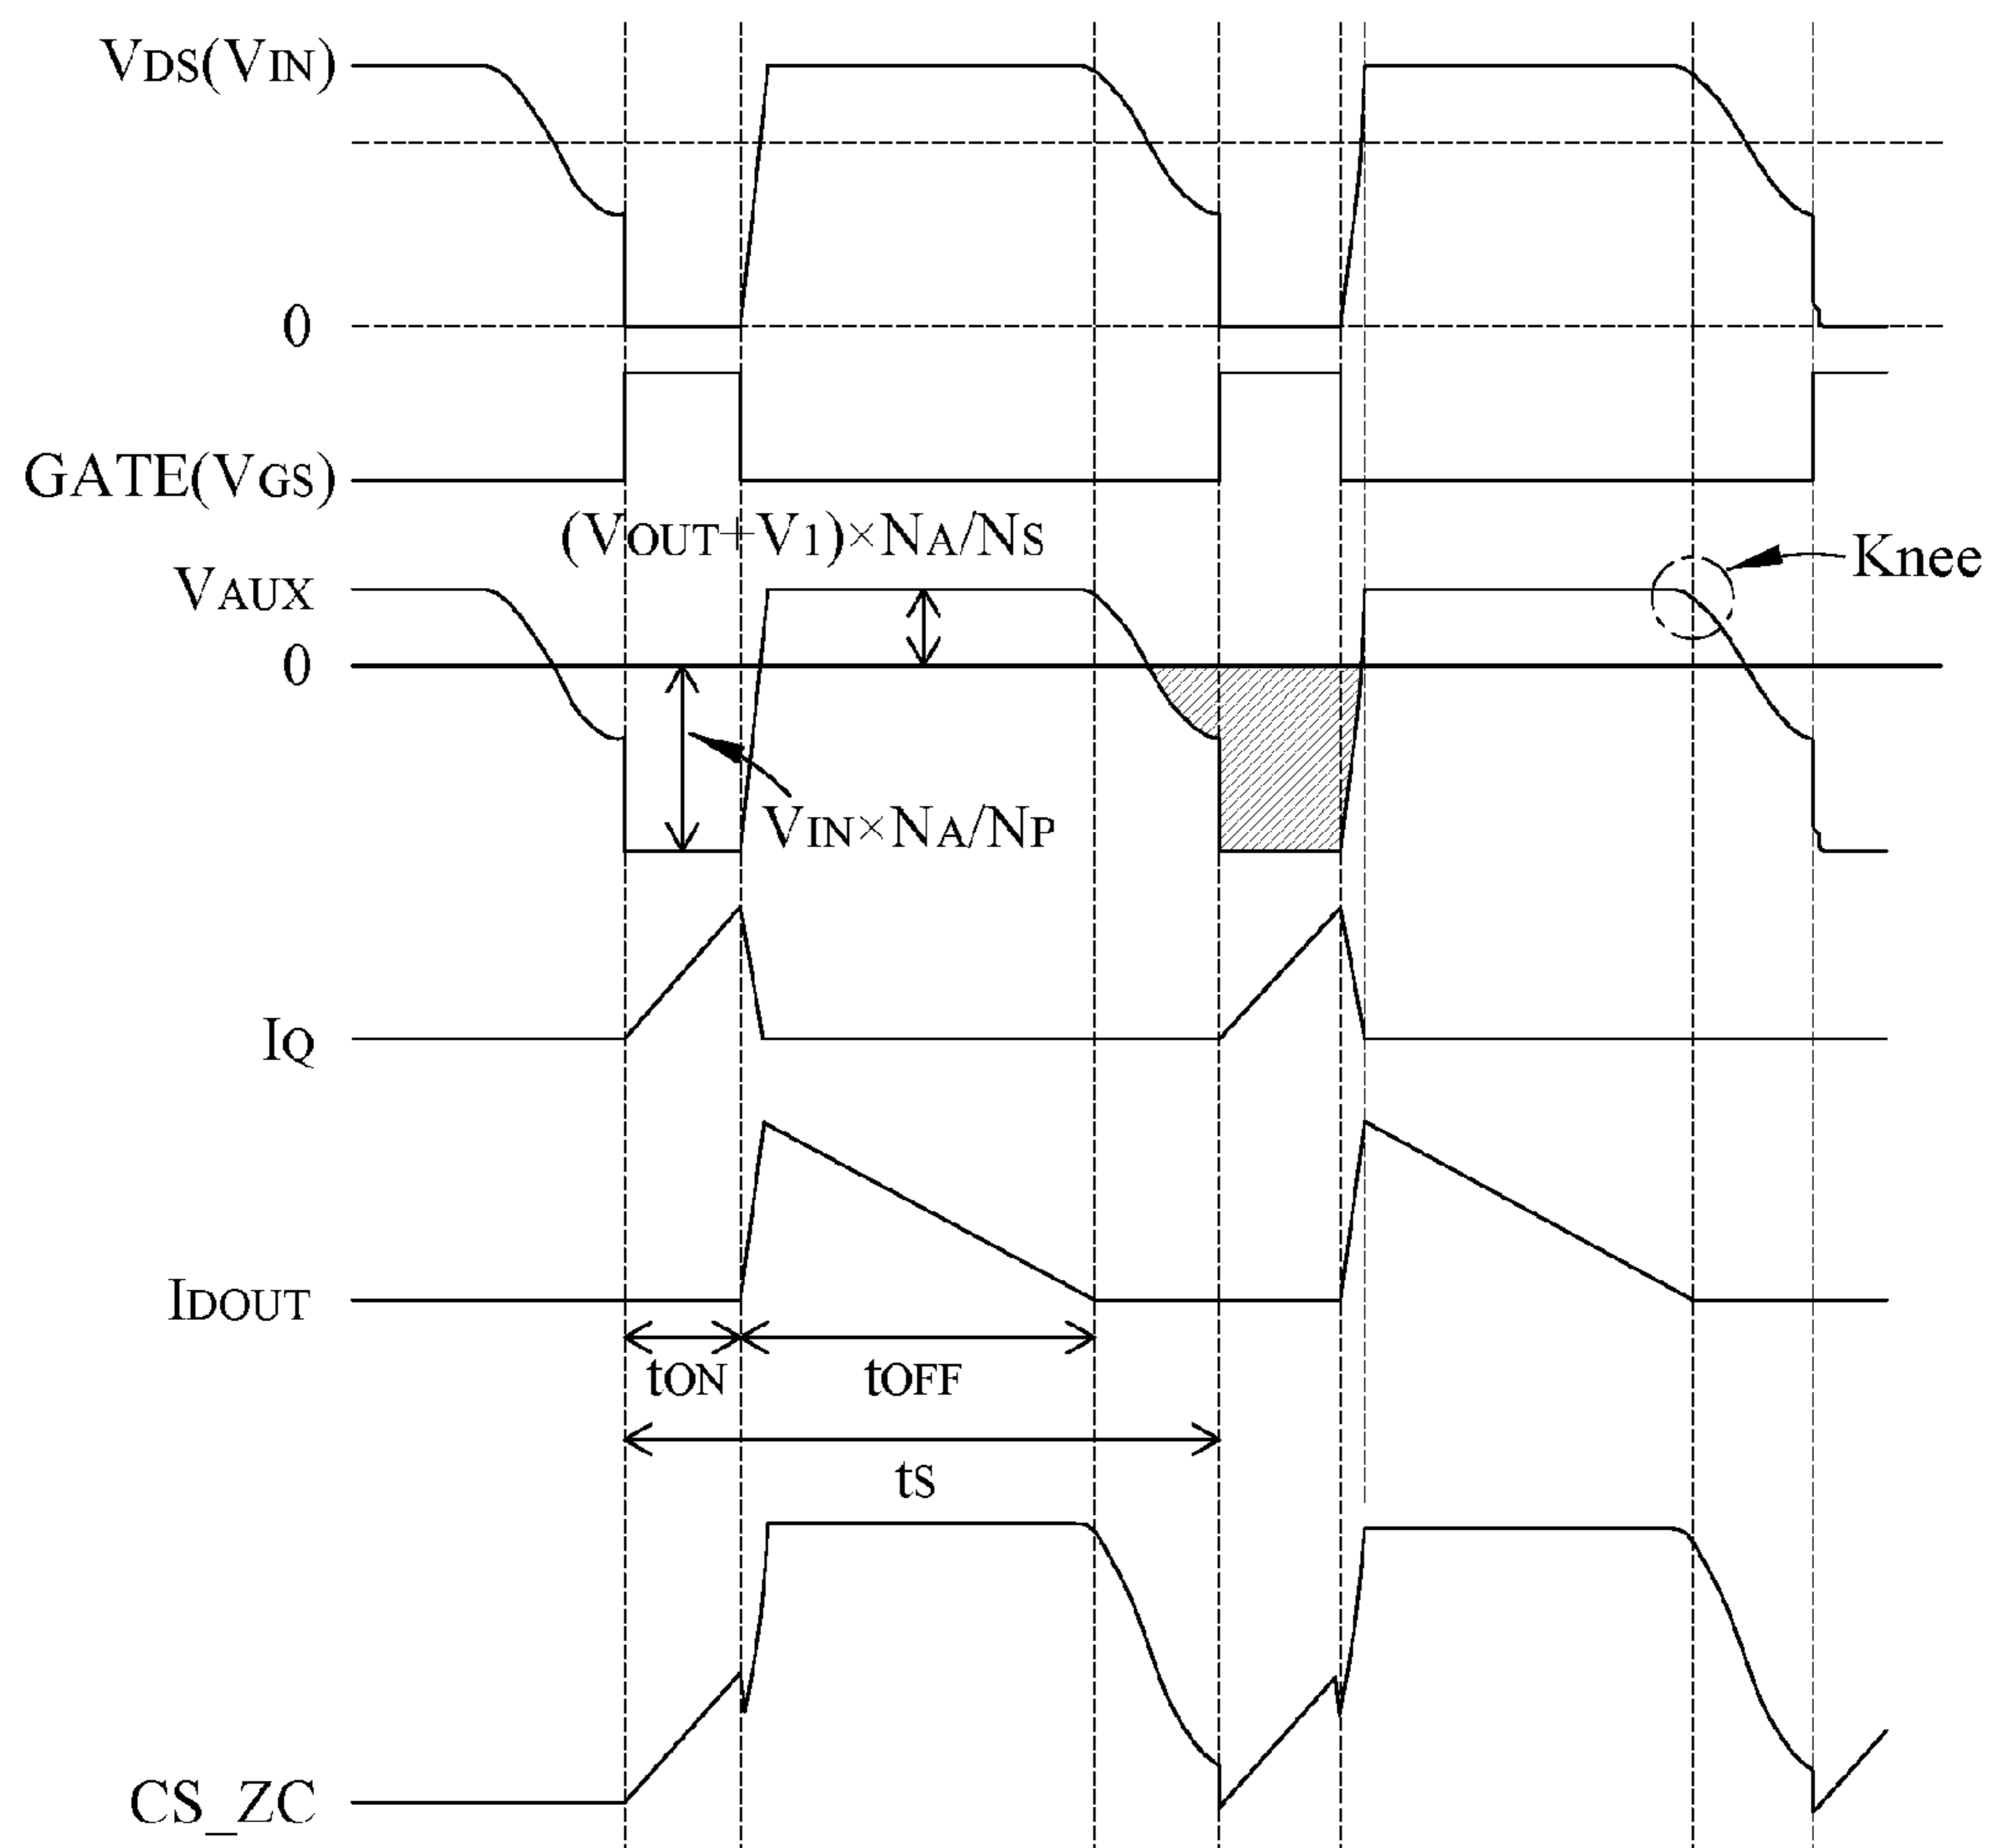 VDS(VIN)
0
GATE(VGS)
(VOUT+V1)×NA/NS
Knee
VAUX
0
VIN×NA/NP
IQ
IDOUT
tON
tOFF
tS
CS_ZC